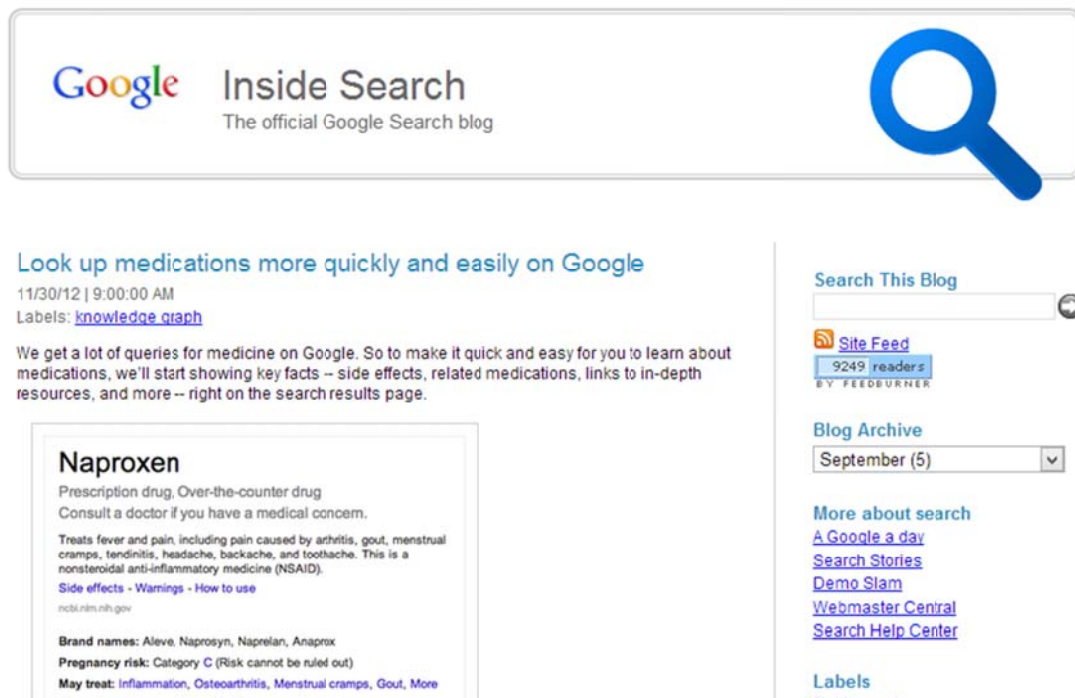 Google Inside Search
The official Google Search blog
Look up medications more quickly and easily on Google
11/30/12 | 9:00:00 AM
Labels: knowledge graph
We get a lot of queries for medicine on Google. So to make it quick and easy for you to learn about
medications, we'll start showing key facts -- side effects, related medications, links to in-depth
resources, and more -- right on the search results page.
Naproxen
Prescription drug, Over-the-counter drug
Consult a doctor if you have a medical concern.
Treats fever and pain, including pain caused by arthritis, gout, menstrual
cramps, tendinitis, headache, backache, and toothache. This is a
nonsteroidal anti-inflammatory medicine (NSAID).
Side effects - Warnings - How to use
ncbi.nlm.nih.gov
Brand names: Aleve, Naprosyn, Naprelan, Anaprox
Pregnancy risk: Category C (Risk cannot be ruled out)
May treat: Inflammation, Osteoarthritis, Menstrual cramps, Gout, More
Search This Blog
Site Feed
9249 readers
BY FEEDBURNER
Blog Archive
September (5)
More about search
A Google a day
Search Stories
Demo Slam
Webmaster Central
Search Help Center
Labels